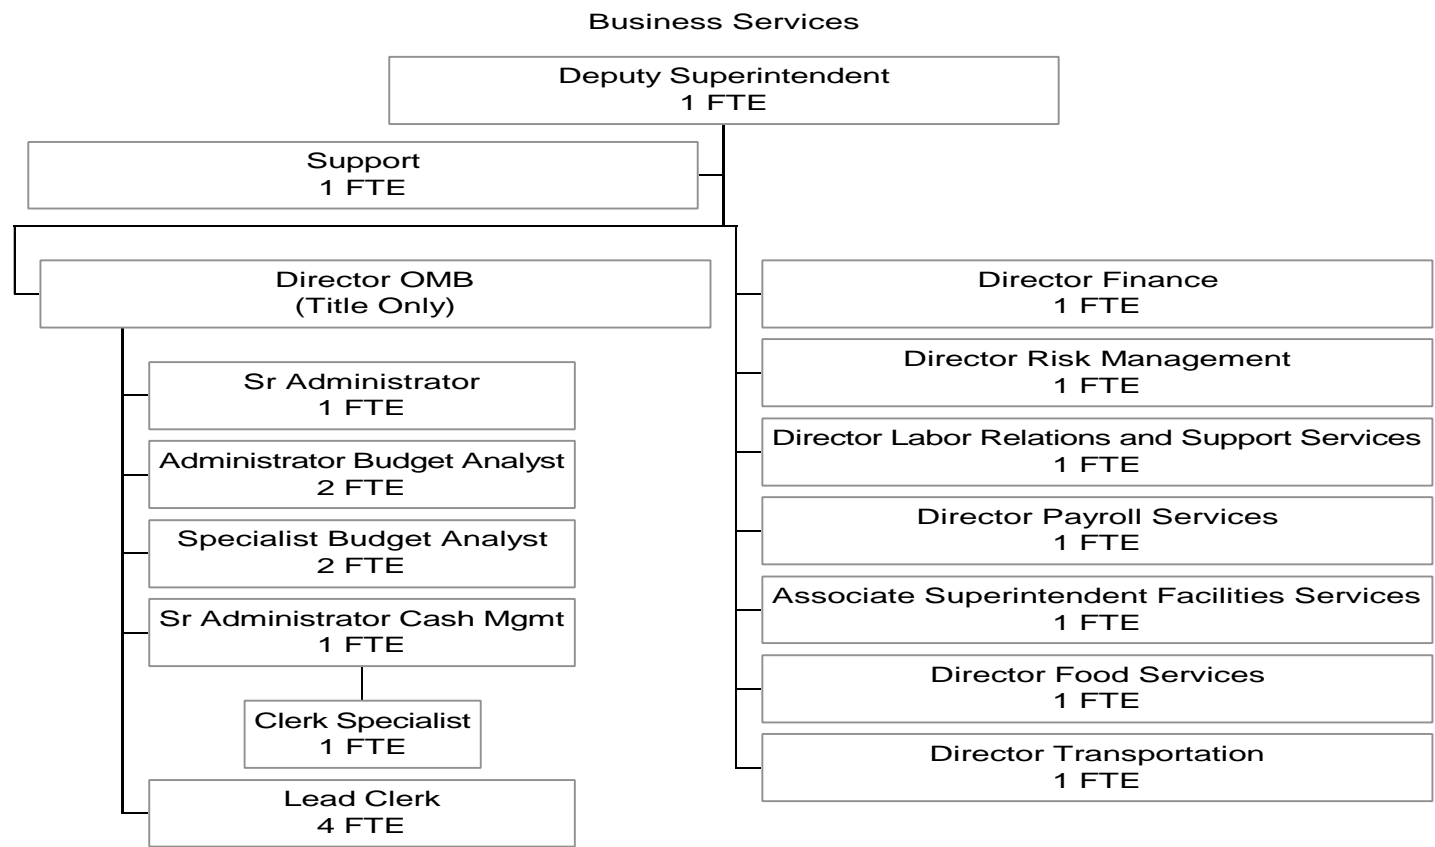 Business Services
Deputy Superintendent
1 FTE
Support
1 FTE
Director OMB
(Title Only)
Sr Administrator
1 FTE
Administrator Budget Analyst
2 FTE
Specialist Budget Analyst
2 FTE
Sr Administrator Cash Mgmt
1 FTE
Clerk Specialist
1 FTE
Lead Clerk
4 FTE
Director Finance
1 FTE
Director Risk Management
1 FTE
Director Labor Relations and Support Services
1 FTE
Director Payroll Services
1 FTE
Associate Superintendent Facilities Services
1 FTE
Director Food Services
1 FTE
Director Transportation
1 FTE